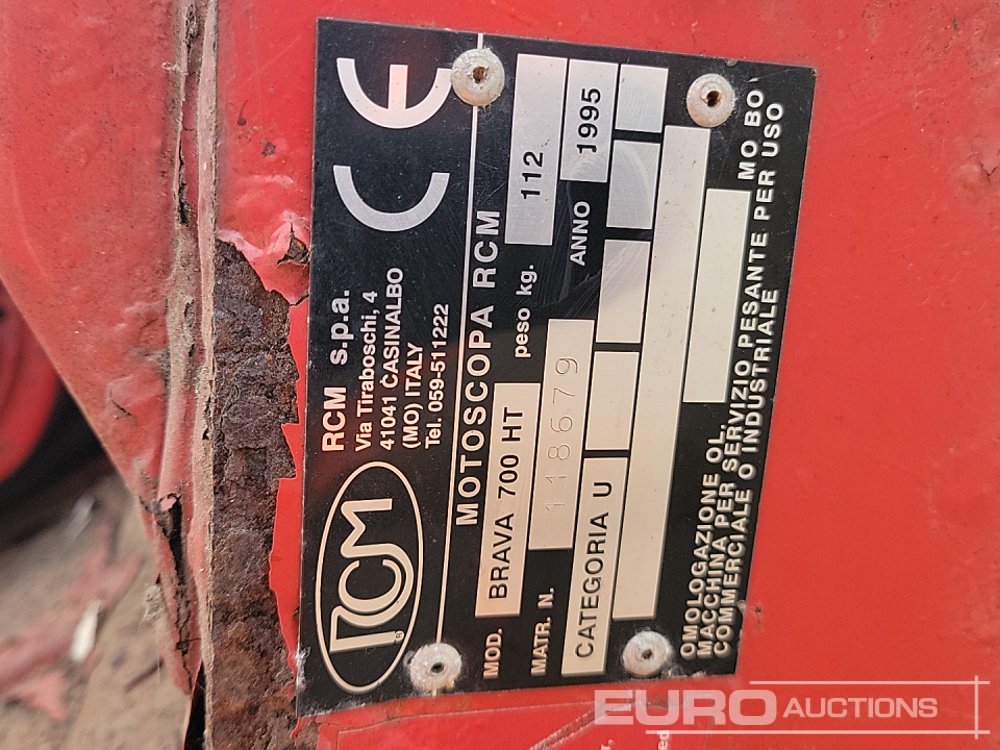 RCM
®
RCM s.p.a.
Via Tiraboschi, 4
41041 CASINALBO
(MO) ITALY
Tel. 059-511222
CE
MOTOSCOPA RCM
MOD. BRAVA 700 HT peso kg. 112
MATR. N. 118679 ANNO 1995
CATEGORIA U
OMOLOGAZIONE OL. MO BO
MACCHINA PER SERVIZIO PESANTE PER USO
COMMERCIALE O INDUSTRIALE
EURO AUCTIONS